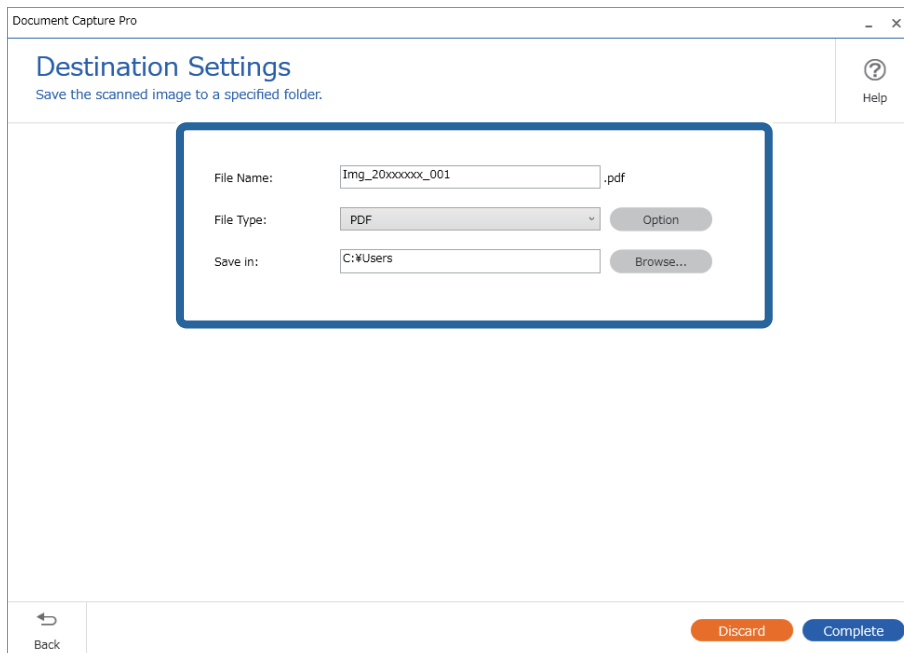 Document Capture Pro
Destination Settings
Save the scanned image to a specified folder.
Help
File Name:
Img_20xxxxxx_001
.pdf
File Type:
PDF
Option
Save in:
C:¥Users
Browse...
Back
Discard
Complete